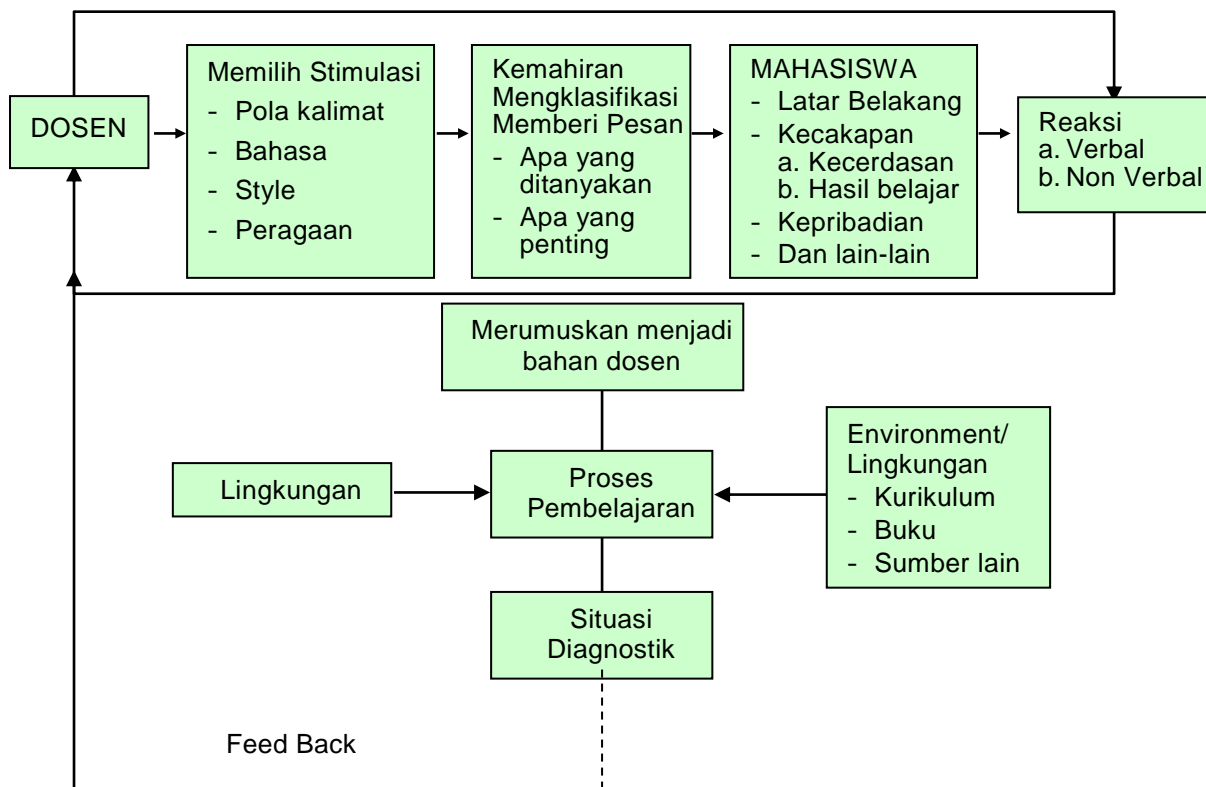 DOSEN
Memilih Stimulasi
- Pola kalimat
- Bahasa
- Style
- Peragaan
Kemahiran
Mengklasifikasi
Memberi Pesan
- Apa yang
ditanyakan
- Apa yang
penting
MAHASISWA
- Latar Belakang
- Kecakapan
a. Kecerdasan
b. Hasil belajar
- Kepribadian
- Dan lain-lain
Reaksi
a. Verbal
b. Non Verbal
Merumuskan menjadi
bahan dosen
Lingkungan
Proses
Pembelajaran
Environment/
Lingkungan
- Kurikulum
- Buku
- Sumber lain
Situasi
Diagnostik
Feed Back